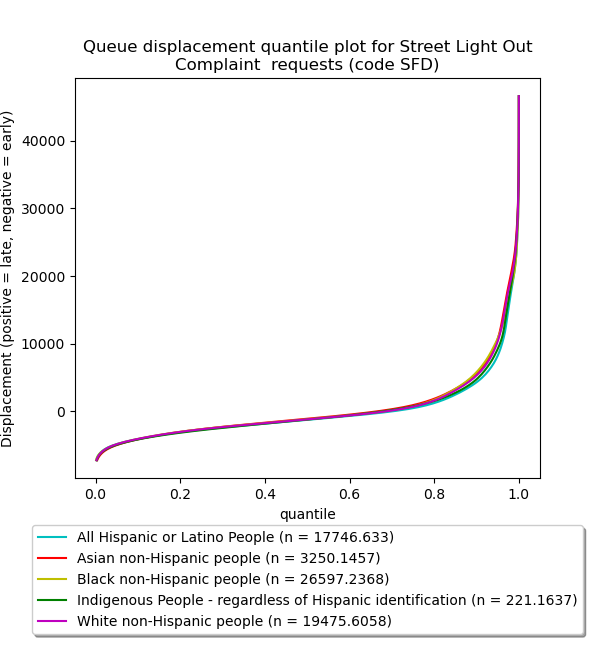 Queue displacement quantile plot for Street Light Out
Complaint  requests (code SFD)
Displacement (positive = late, negative = early)
40000
30000
20000
10000
0
0.0 0.2 0.4 0.6 0.8 1.0
quantile
All Hispanic or Latino People (n = 17746.633)
Asian non-Hispanic people (n = 3250.1457)
Black non-Hispanic people (n = 26597.2368)
Indigenous People - regardless of Hispanic identification (n = 221.1637)
White non-Hispanic people (n = 19475.6058)